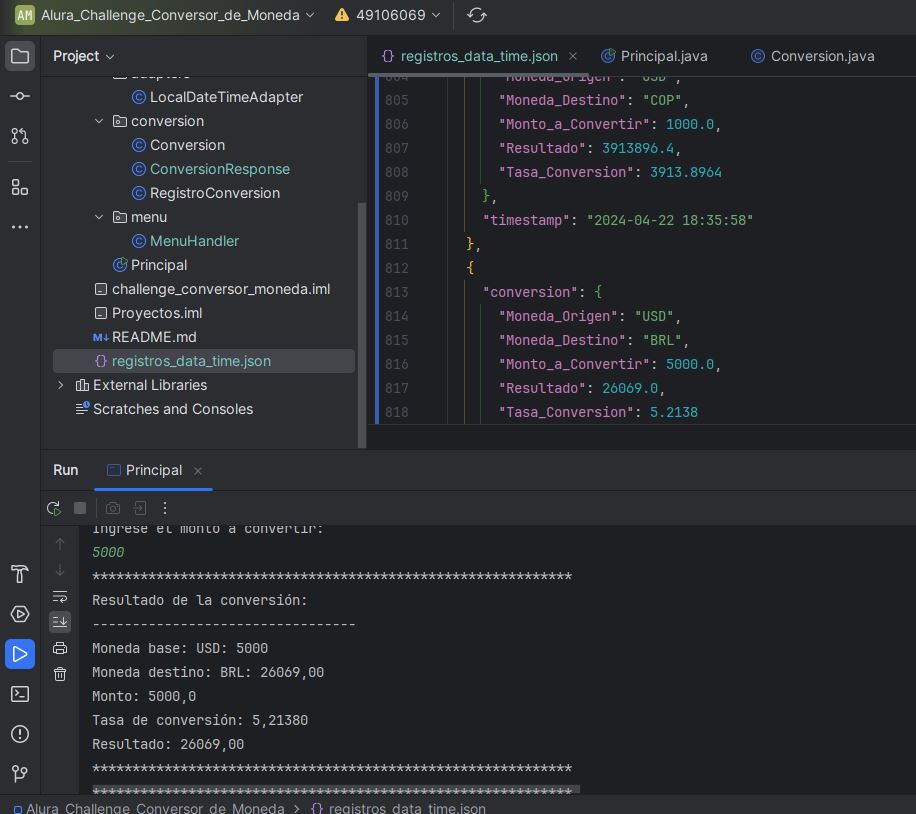 AM Alura_Challenge_Conversor_de_Moneda 49106069
Project
adapters
LocalDateTimeAdapter
conversion
Conversion
ConversionResponse
RegistroConversion
menu
MenuHandler
Principal
challenge_conversor_moneda.iml
Proyectos.iml
M↓ README.md
{} registros_data_time.json
External Libraries
Scratches and Consoles
{} registros_data_time.json × Principal.java Conversion.java
804 "Moneda_Origen": "USD",
805 "Moneda_Destino": "COP",
806 "Monto_a_Convertir": 1000.0,
807 "Resultado": 3913896.4,
808 "Tasa_Conversion": 3913.8964
809 },
810 "timestamp": "2024-04-22 18:35:58"
811 },
812 {
813 "conversion": {
814 "Moneda_Origen": "USD",
815 "Moneda_Destino": "BRL",
816 "Monto_a_Convertir": 5000.0,
817 "Resultado": 26069.0,
818 "Tasa_Conversion": 5.2138
Run Principal ×
Ingrese el monto a convertir:
5000
************************************************************
Resultado de la conversión:
---------------------------------
Moneda base: USD: 5000
Moneda destino: BRL: 26069,00
Monto: 5000,0
Tasa de conversión: 5,21380
Resultado: 26069,00
************************************************************
************************************************************
Alura_Challenge_Conversor_de_Moneda > {} registros_data_time.json